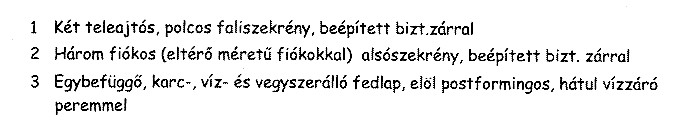 1 Két teleajtós, polcos faliszekrény, beépített bizt.zárral
2 Három fiókos (eltérő méretű fiókokkal) alsószekrény, beépített bizt. zárral
3 Egybefüggő, karc-, víz- és vegyszerálló fedlap, elöl postformingos, hátul vízzáró
peremmel